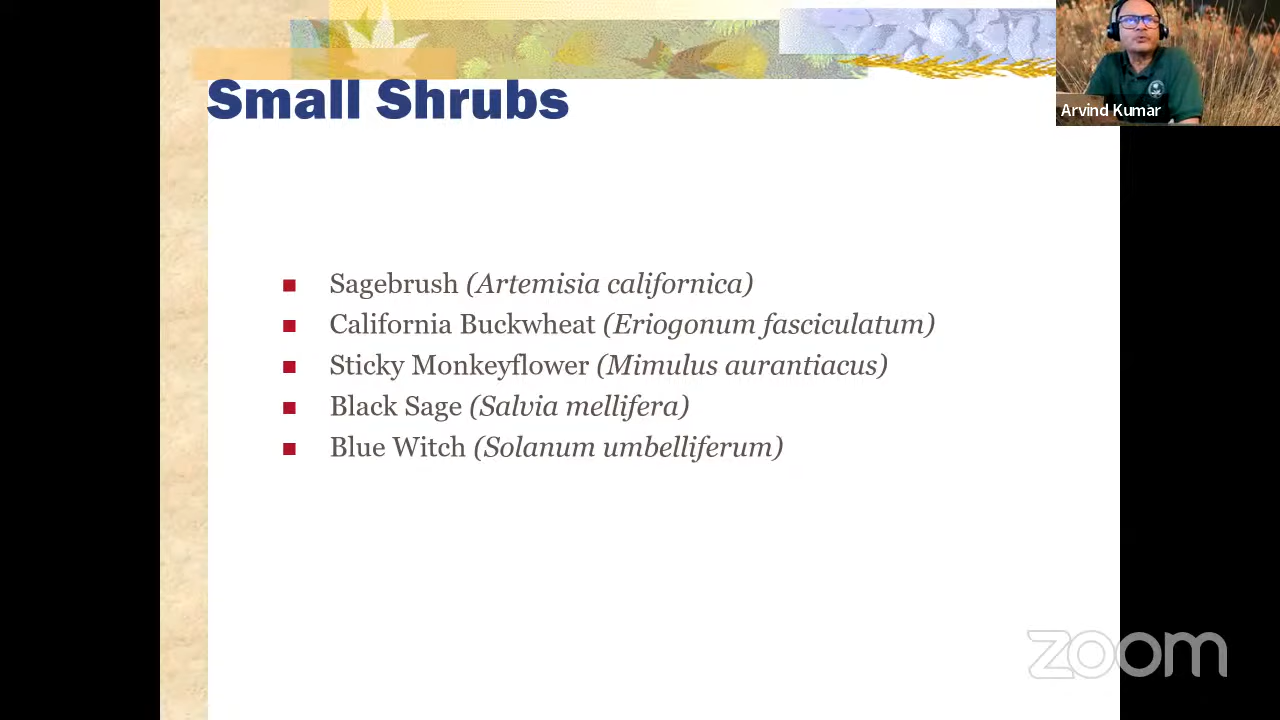 Small Shrubs
Arvind Kumar
Sagebrush (Artemisia californica)
California Buckwheat (Eriogonum fasciculatum)
Sticky Monkeyflower (Mimulus aurantiacus)
Black Sage (Salvia mellifera)
Blue Witch (Solanum umbelliferum)
zoom